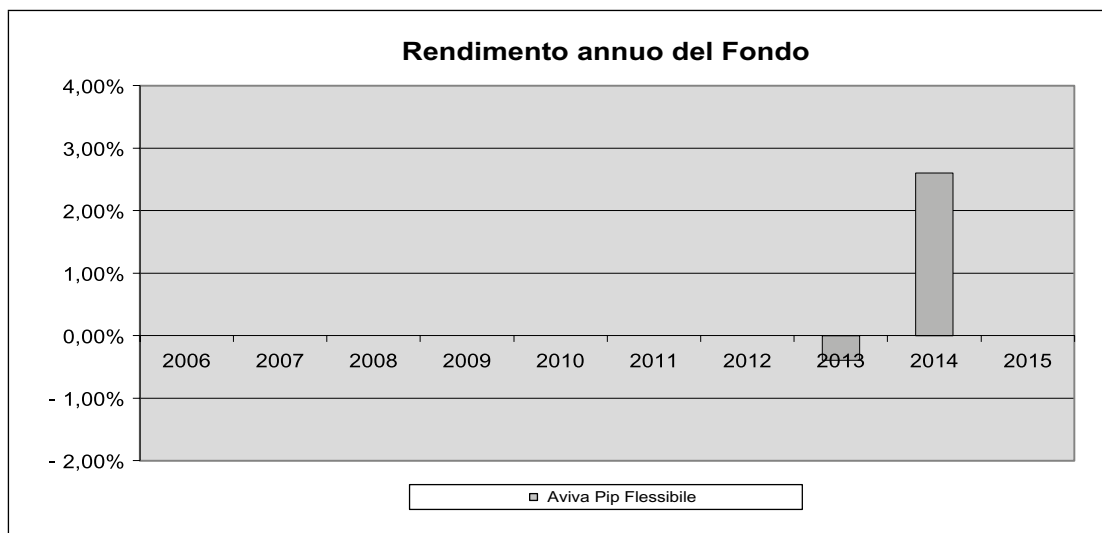 Rendimento annuo del Fondo
4,00%
3,00%
2,00%
1,00%
0,00%
2006 2007 2008 2009 2010 2011 2012 2013 2014 2015
- 1,00%
- 2,00%
Aviva Pip Flessibile